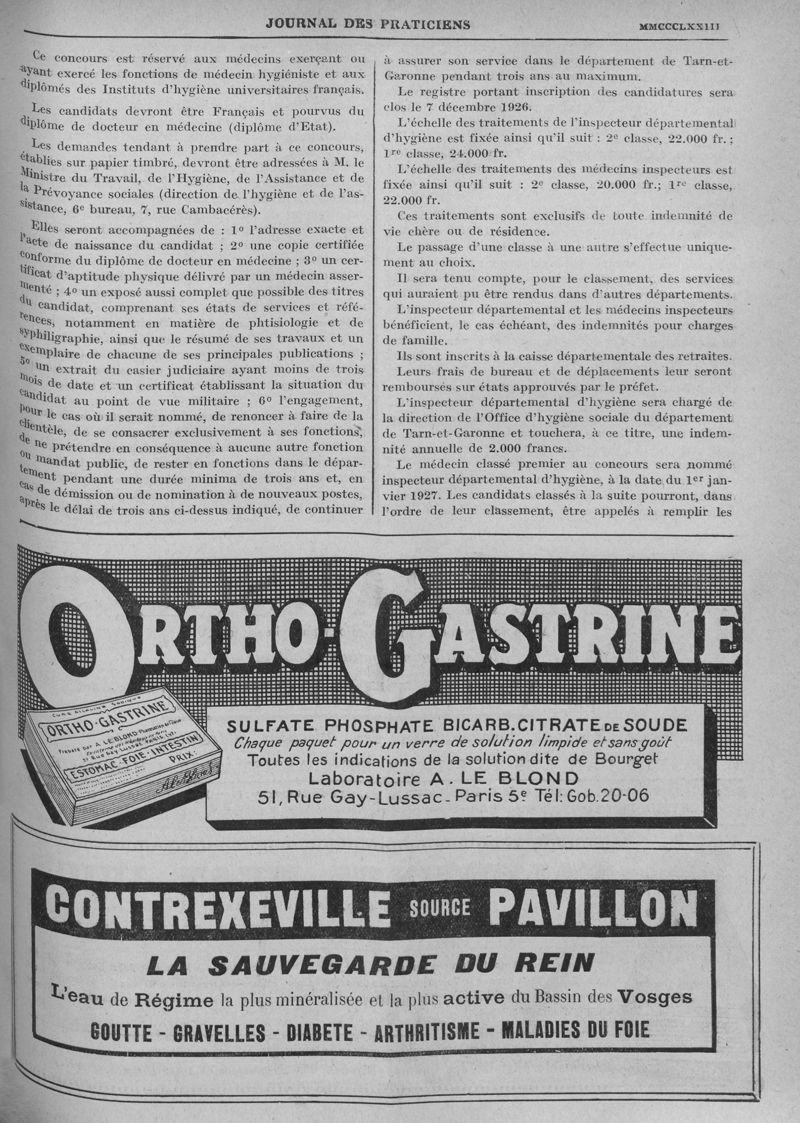 JOURNAL DES PRATICIENS
MMCCCLXXIII
Ce concours est réservé aux médecins exerçant ou
ayant exercé les fonctions de médecin hygiéniste et aux
diplômés des Instituts d'hygiène universitaires français.
Les candidats devront être Français et pourvus du
diplôme de docteur en médecine (diplôme d'Etat).
Les demandes tendant à prendre part à ce concours,
établies sur papier timbré, devront être adressées à M. le
Ministre du Travail, de l'Hygiène, de l'Assistance et de
la Prévoyance sociales (direction de l'hygiène et de l'as-
sistance, 6e bureau, 7, rue Cambacérès).
Elles seront accompagnées de : 1o l'adresse exacte et
l'acte de naissance du candidat ; 2o une copie certifiée
conforme du diplôme de docteur en médecine ; 3o un cer-
tificat d'aptitude physique délivré par un médecin asser-
menté ; 4o un exposé aussi complet que possible des titres
du candidat, comprenant ses états de services et réfé-
rences, notamment en matière de phtisiologie et de
syphiligraphie, ainsi que le résumé de ses travaux et un
exemplaire de chacune de ses principales publications ;
5o un extrait du casier judiciaire ayant moins de trois
mois de date et un certificat établissant la situation du
candidat au point de vue militaire ; 6o l'engagement,
pour le cas où il serait nommé, de renoncer à faire de la
clientèle, de se consacrer exclusivement à ses fonctions,
de ne prétendre en conséquence à aucune autre fonction
ou mandat public, de rester en fonctions dans le dépar-
tement pendant une durée minima de trois ans et, en
cas de démission ou de nomination à de nouveaux postes,
après le délai de trois ans ci-dessus indiqué, de continuer
à assurer son service dans le département de Tarn-et-
Garonne pendant trois ans au maximum.
Le registre portant inscription des candidatures sera
clos le 7 décembre 1926.
L'échelle des traitements de l'inspecteur départemental
d'hygiène est fixée ainsi qu'il suit : 2e classe, 22.000 fr. ;
1re classe, 24.000 fr.
L'échelle des traitements des médecins inspecteurs est
fixée ainsi qu'il suit : 2e classe, 20.000 fr.; 1re classe,
22.000 fr.
Ces traitements sont exclusifs de toute indemnité de
vie chère ou de résidence.
Le passage d'une classe à une autre s'effectue unique-
ment au choix.
Il sera tenu compte, pour le classement, des services
qui auraient pu être rendus dans d'autres départements.
L'inspecteur départemental et les médecins inspecteurs
bénéficient, le cas échéant, des indemnités pour charges
de famille.
Ils sont inscrits à la caisse départementale des retraites.
Leurs frais de bureau et de déplacements leur seront
remboursés sur états approuvés par le préfet.
L'inspecteur départemental d'hygiène sera chargé de
la direction de l'Office d'hygiène sociale du département
de Tarn-et-Garonne et touchera, à ce titre, une indem-
nité annuelle de 2.000 francs.
Le médecin classé premier au concours sera nommé
inspecteur départemental d'hygiène, à la date du 1er jan-
vier 1927. Les candidats classés à la suite pourront, dans
l'ordre de leur classement, être appelés à remplir les
ORTHO-GASTRINE
ORTHO-GASTRINE
ESTOMAC-FOIE-INTESTIN
PRIX
SULFATE PHOSPHATE BICARB. CITRATE DE SOUDE
Chaque paquet pour un verre de solution limpide et sans goût
Toutes les indications de la solution dite de Bourget
Laboratoire A. LE BLOND
51, Rue Gay-Lussac - Paris 5e Tél: Gob. 20-06
CONTREXEVILLE SOURCE PAVILLON
LA SAUVEGARDE DU REIN
L'eau de Régime la plus minéralisée et la plus active du Bassin des Vosges
GOUTTE - GRAVELLES - DIABETE - ARTHRITISME - MALADIES DU FOIE